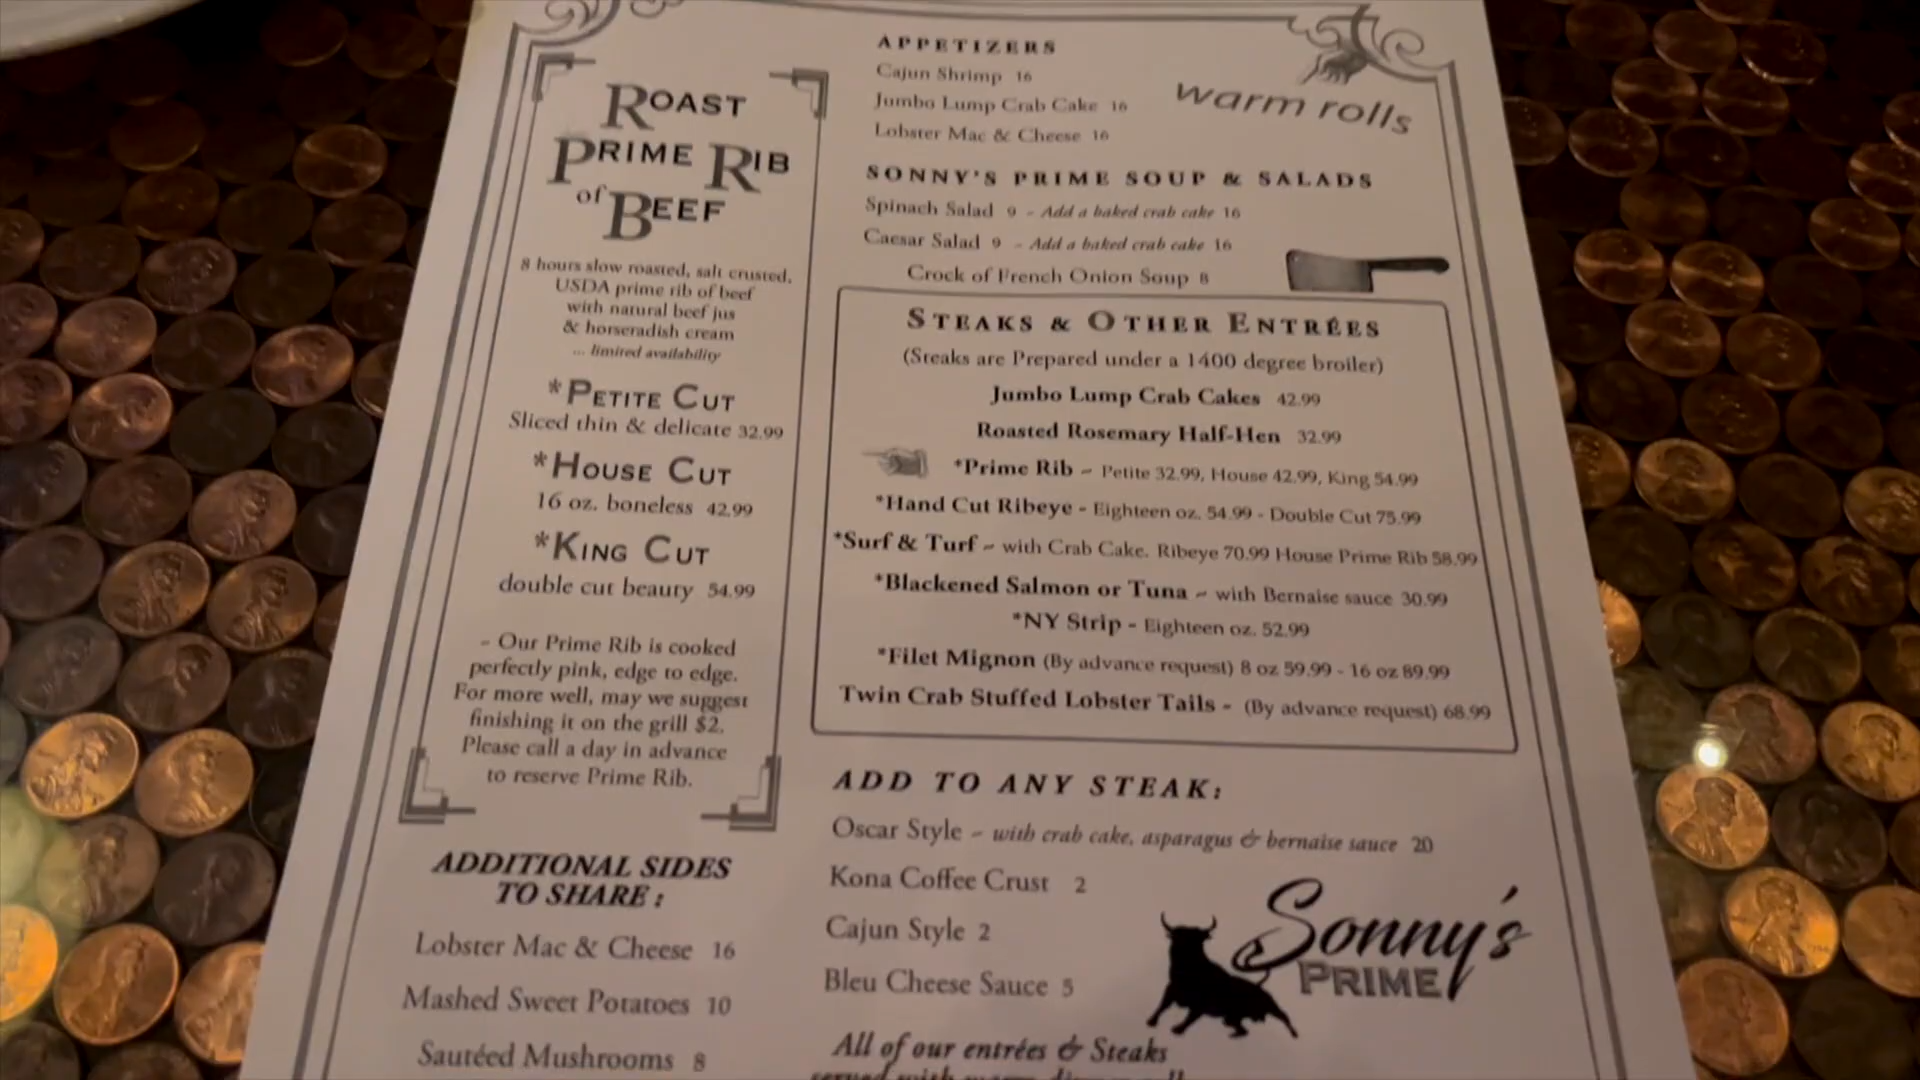 ROAST
PRIME RIB
of BEEF
8 hours slow roasted, salt crusted,
USDA prime rib of beef
with natural beef jus
& horseradish cream
... limited availability
*PETITE CUT
Sliced thin & delicate 32.99
*HOUSE CUT
16 oz. boneless 42.99
*KING CUT
double cut beauty 54.99
- Our Prime Rib is cooked
perfectly pink, edge to edge.
For more well, may we suggest
finishing it on the grill $2.
Please call a day in advance
to reserve Prime Rib.
ADDITIONAL SIDES
TO SHARE :
Lobster Mac & Cheese 16
Mashed Sweet Potatoes 10
Sautéed Mushrooms 8
APPETIZERS
Cajun Shrimp 16
Jumbo Lump Crab Cake 16
Lobster Mac & Cheese 16
warm rolls
SONNY'S PRIME SOUP & SALADS
Spinach Salad 9 - Add a baked crab cake 16
Caesar Salad 9 - Add a baked crab cake 16
Crock of French Onion Soup 8
STEAKS & OTHER ENTRÉES
(Steaks are Prepared under a 1400 degree broiler)
Jumbo Lump Crab Cakes 42.99
Roasted Rosemary Half-Hen 32.99
*Prime Rib ~ Petite 32.99, House 42.99, King 54.99
*Hand Cut Ribeye - Eighteen oz. 54.99 - Double Cut 75.99
*Surf & Turf ~ with Crab Cake. Ribeye 70.99 House Prime Rib 58.99
*Blackened Salmon or Tuna ~ with Bernaise sauce 30.99
*NY Strip - Eighteen oz. 52.99
*Filet Mignon (By advance request) 8 oz 59.99 - 16 oz 89.99
Twin Crab Stuffed Lobster Tails - (By advance request) 68.99
ADD TO ANY STEAK:
Oscar Style ~ with crab cake, asparagus & bernaise sauce 20
Kona Coffee Crust 2
Cajun Style 2
Bleu Cheese Sauce 5
Sonny's
PRIME
All of our entrées & Steaks
served with warm